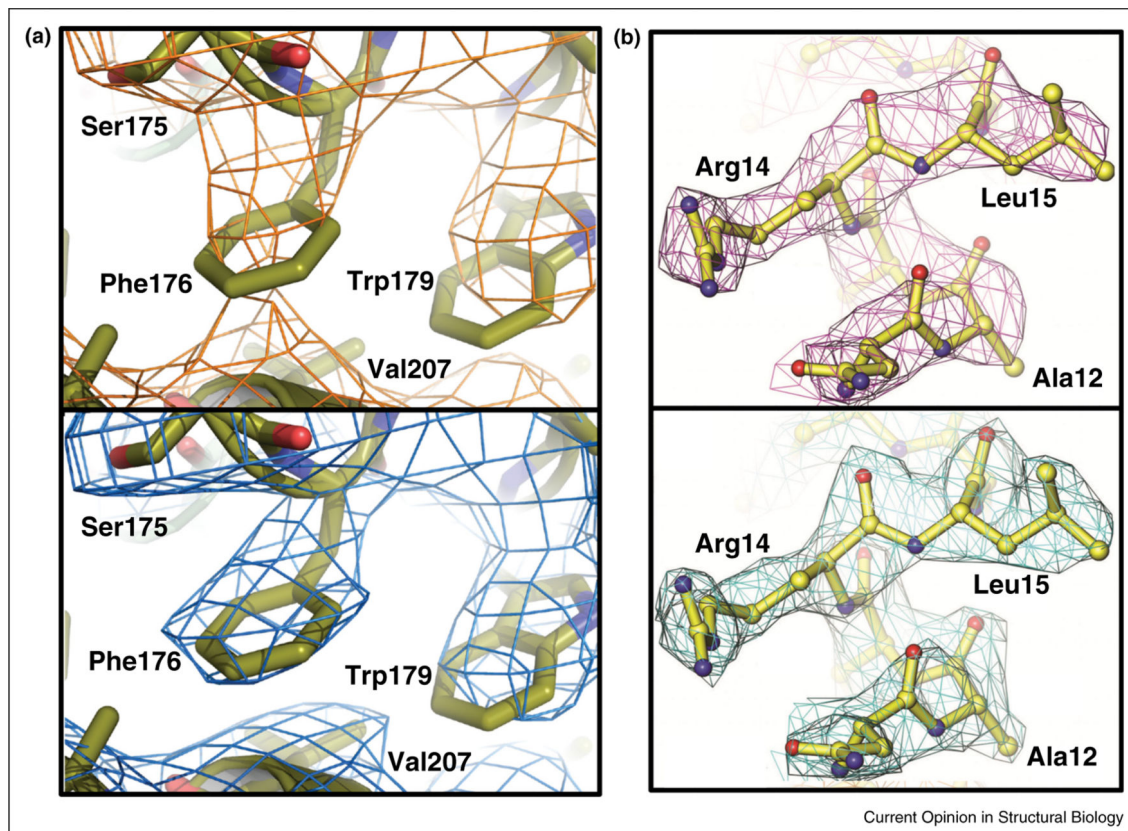 (a)
Ser175
Phe176
Trp179
Val207
Ser175
Phe176
Trp179
Val207
(b)
Arg14
Leu15
Ala12
Arg14
Leu15
Ala12
Current Opinion in Structural Biology